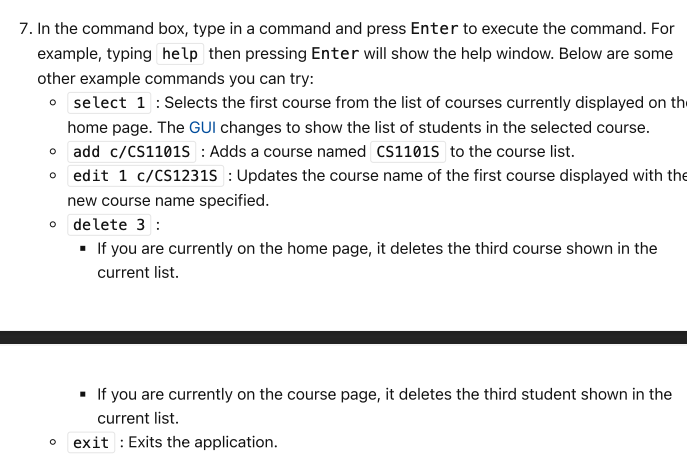 7. In the command box, type in a command and press Enter to execute the command. For
example, typing help then pressing Enter will show the help window. Below are some
other example commands you can try:
select 1 : Selects the first course from the list of courses currently displayed on th
home page. The GUI changes to show the list of students in the selected course.
add c/CS1101S : Adds a course named CS1101S to the course list.
edit 1 c/CS1231S : Updates the course name of the first course displayed with the
new course name specified.
delete 3 :
If you are currently on the home page, it deletes the third course shown in the
current list.
If you are currently on the course page, it deletes the third student shown in the
current list.
exit : Exits the application.